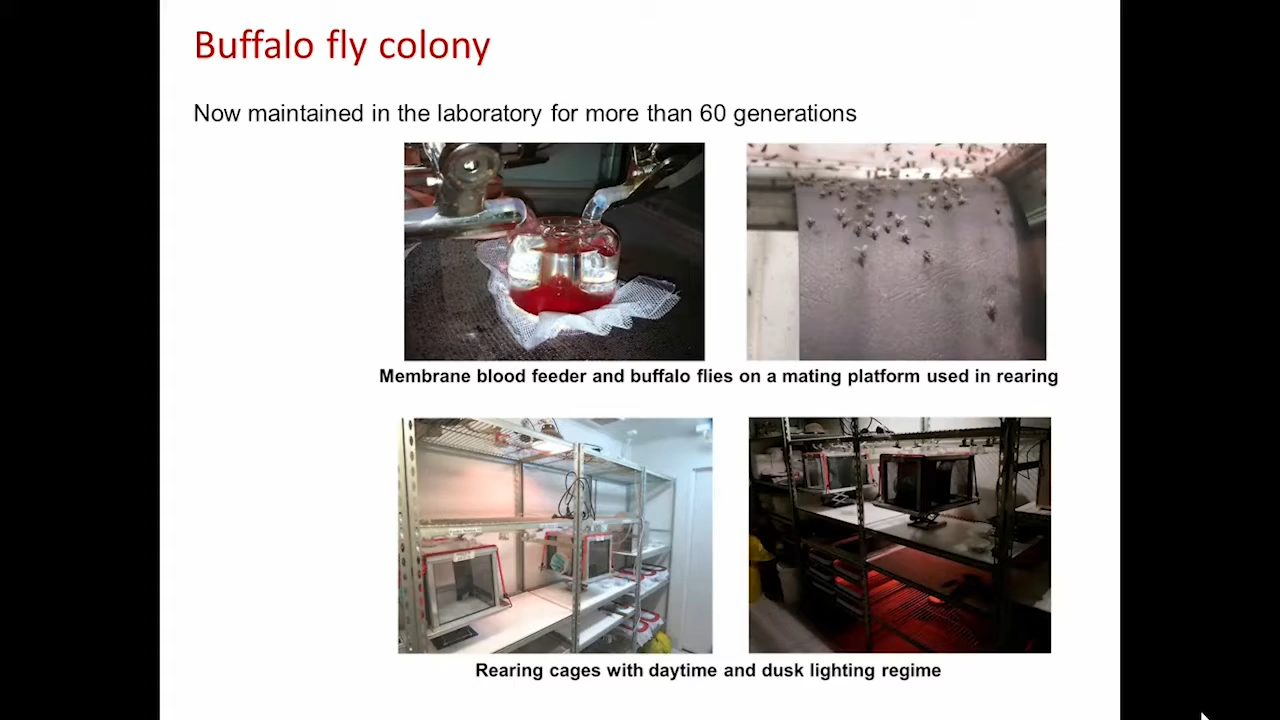 Buffalo fly colony
Now maintained in the laboratory for more than 60 generations
Membrane blood feeder and buffalo flies on a mating platform used in rearing
Rearing cages with daytime and dusk lighting regime